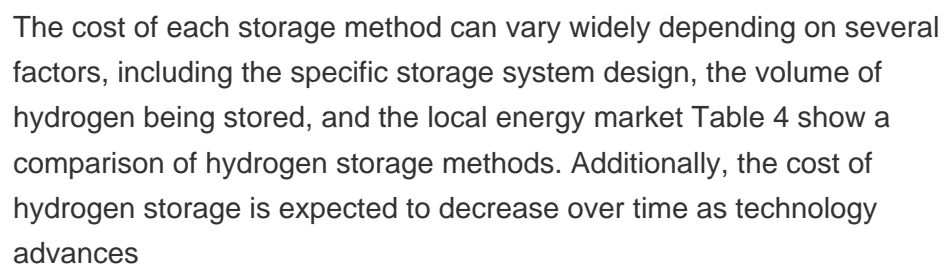 The cost of each storage method can vary widely depending on several
factors, including the specific storage system design, the volume of
hydrogen being stored, and the local energy market Table 4 show a
comparison of hydrogen storage methods. Additionally, the cost of
hydrogen storage is expected to decrease over time as technology
advances